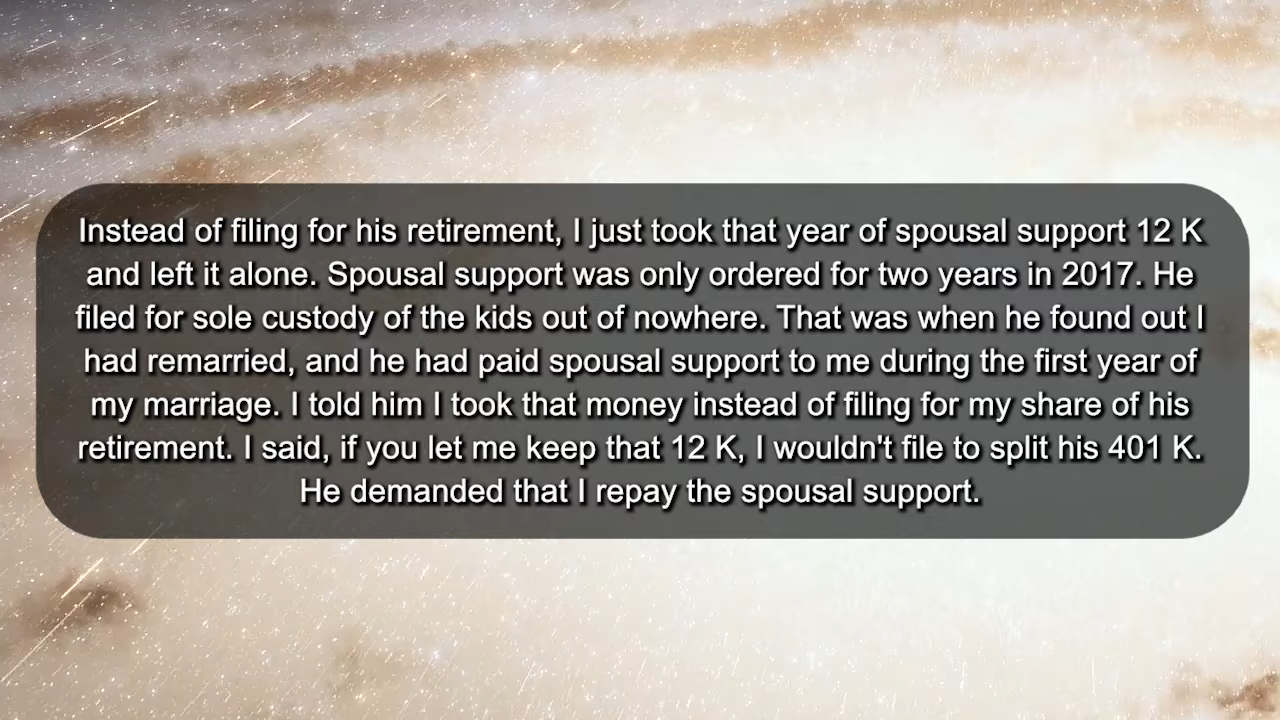 Instead of filing for his retirement, I just took that year of spousal support 12 K
and left it alone. Spousal support was only ordered for two years in 2017. He
filed for sole custody of the kids out of nowhere. That was when he found out I
had remarried, and he had paid spousal support to me during the first year of
my marriage. I told him I took that money instead of filing for my share of his
retirement. I said, if you let me keep that 12 K, I wouldn't file to split his 401 K.
He demanded that I repay the spousal support.